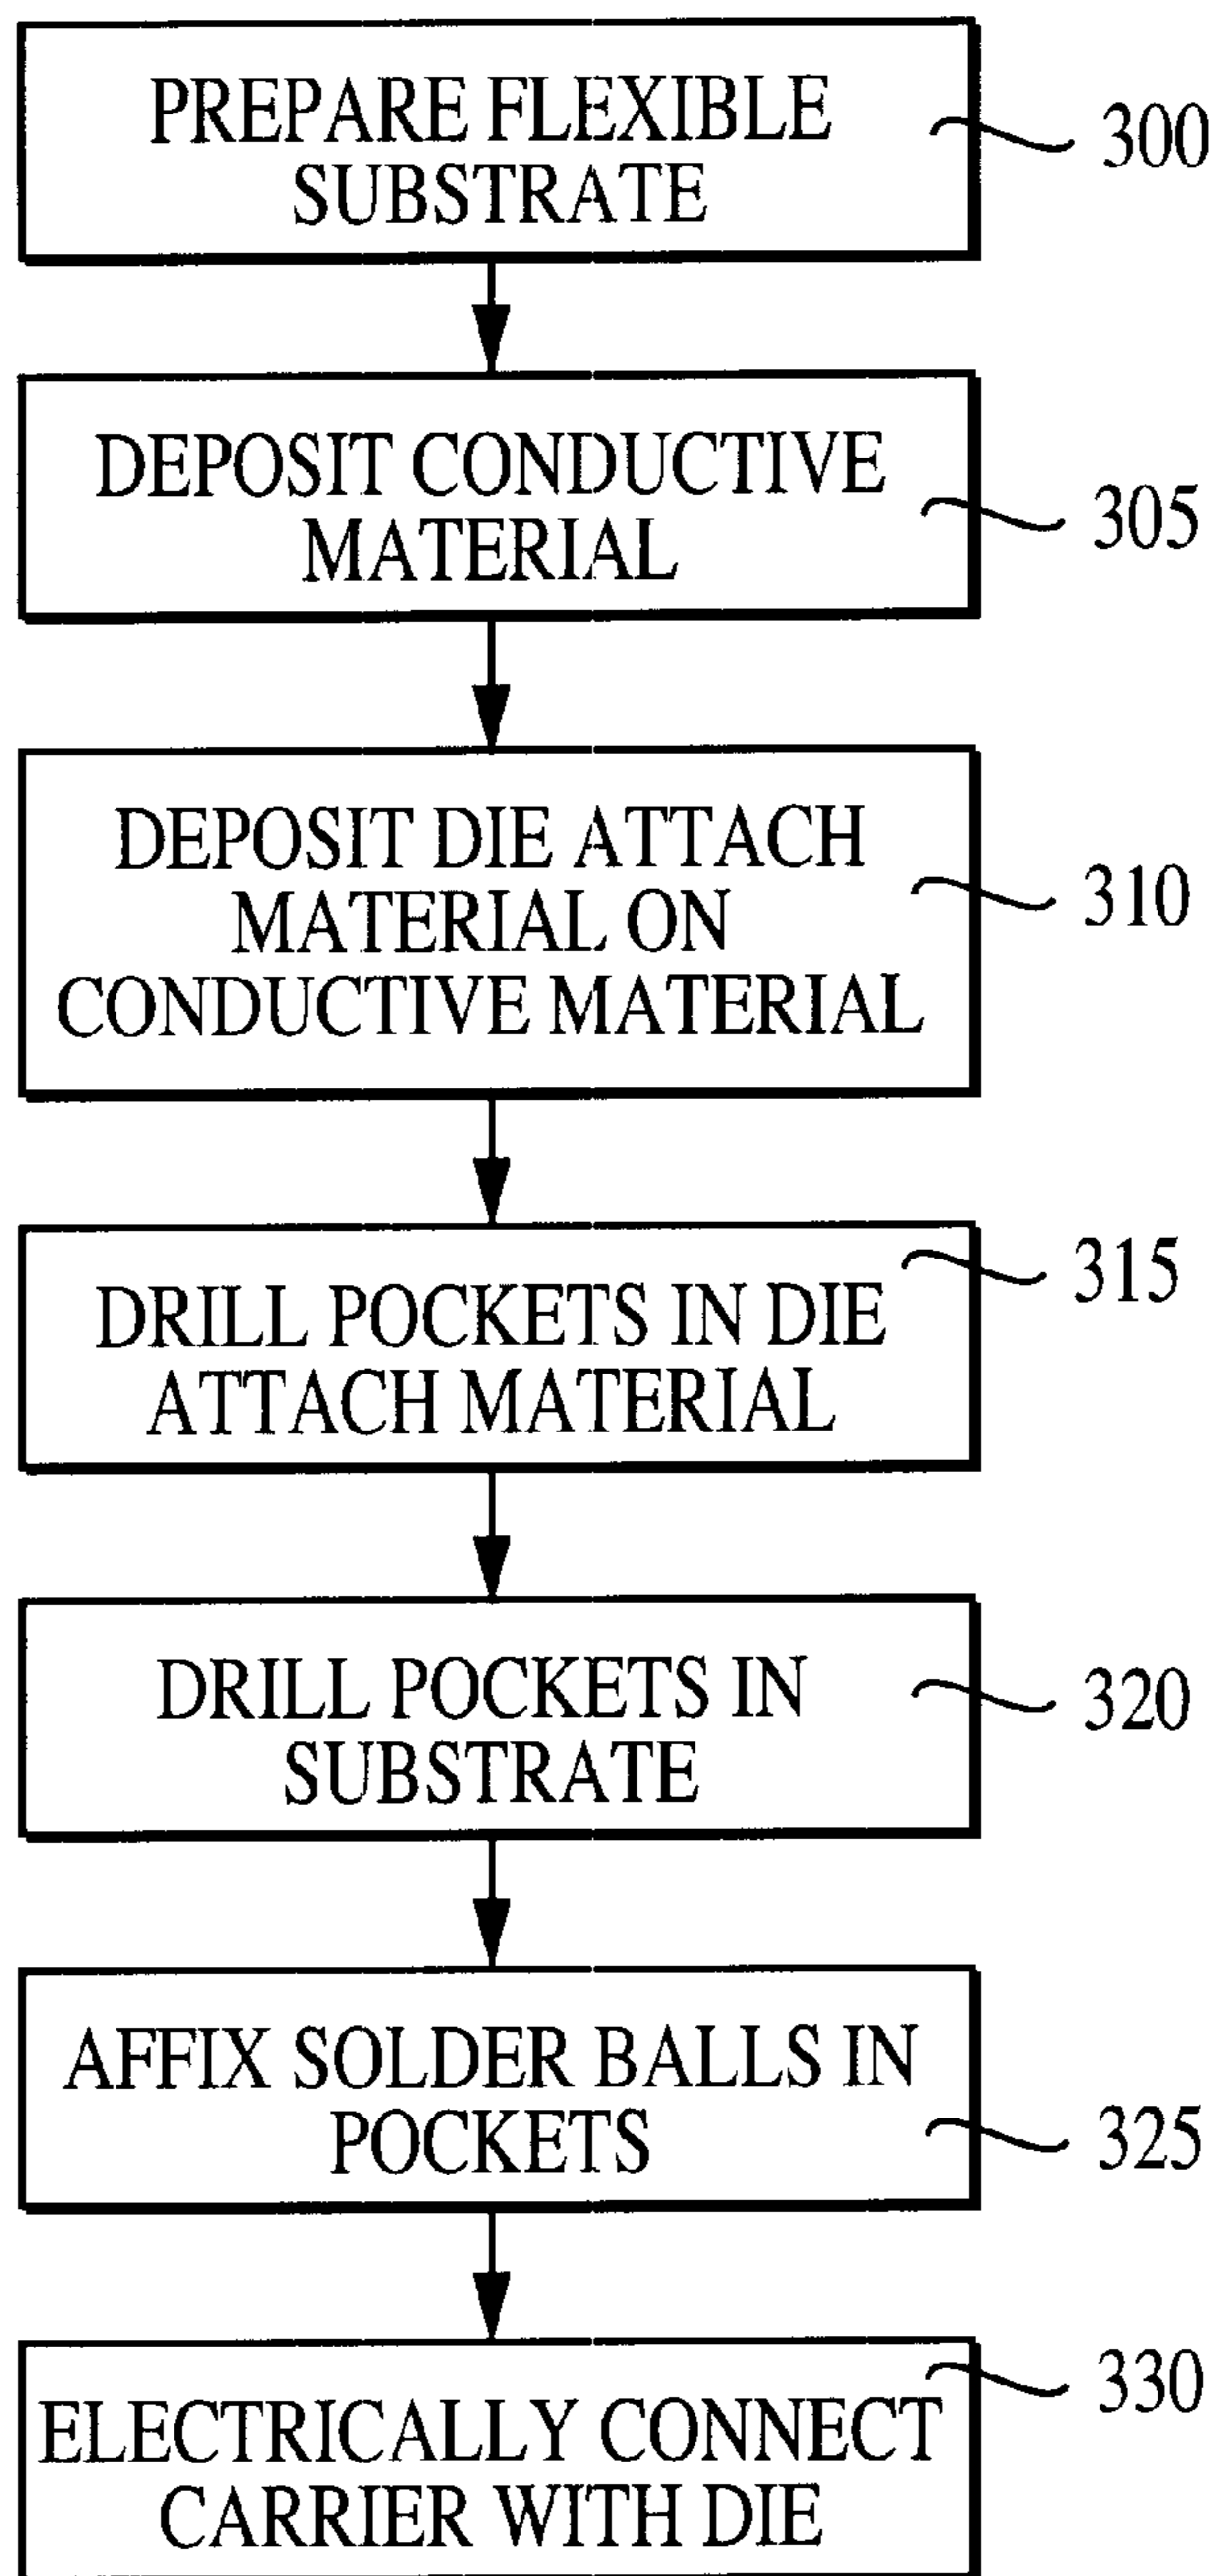 PREPARE FLEXIBLE
SUBSTRATE
300
DEPOSIT CONDUCTIVE
MATERIAL
305
DEPOSIT DIE ATTACH
MATERIAL ON
CONDUCTIVE MATERIAL
310
DRILL POCKETS IN DIE
ATTACH MATERIAL
315
DRILL POCKETS IN
SUBSTRATE
320
AFFIX SOLDER BALLS IN
POCKETS
325
ELECTRICALLY CONNECT
CARRIER WITH DIE
330